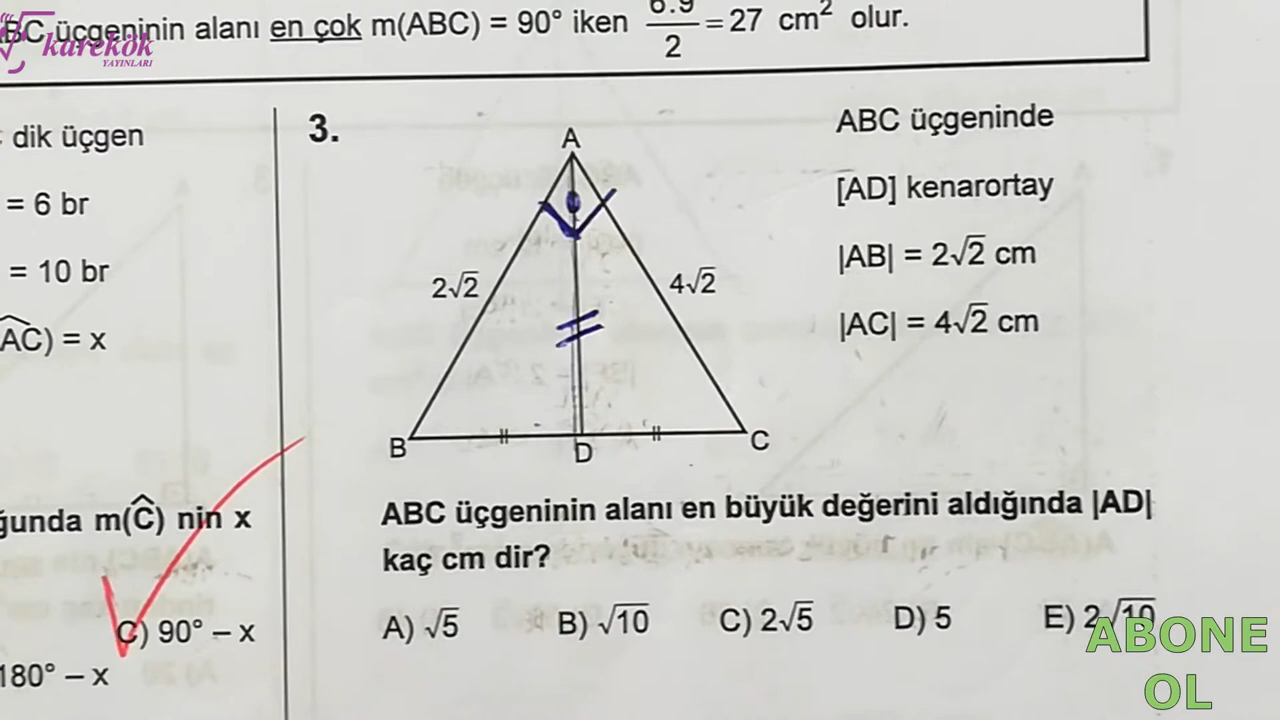 BC üçgeninin alanı en çok m(ABC) = 90° iken 6.9/2 = 27 cm² olur.
karekök
YAYINLARI
dik üçgen
= 6 br
= 10 br
AC) = x
ğunda m(Ĉ) nin x
C) 90° – x
180° – x
3.
A
2√2
4√2
B
D
C
ABC üçgeninde
[AD] kenarortay
|AB| = 2√2 cm
|AC| = 4√2 cm
ABC üçgeninin alanı en büyük değerini aldığında |AD|
kaç cm dir?
A) √5 B) √10 C) 2√5 D) 5 E) 2√10
ABONE
OL